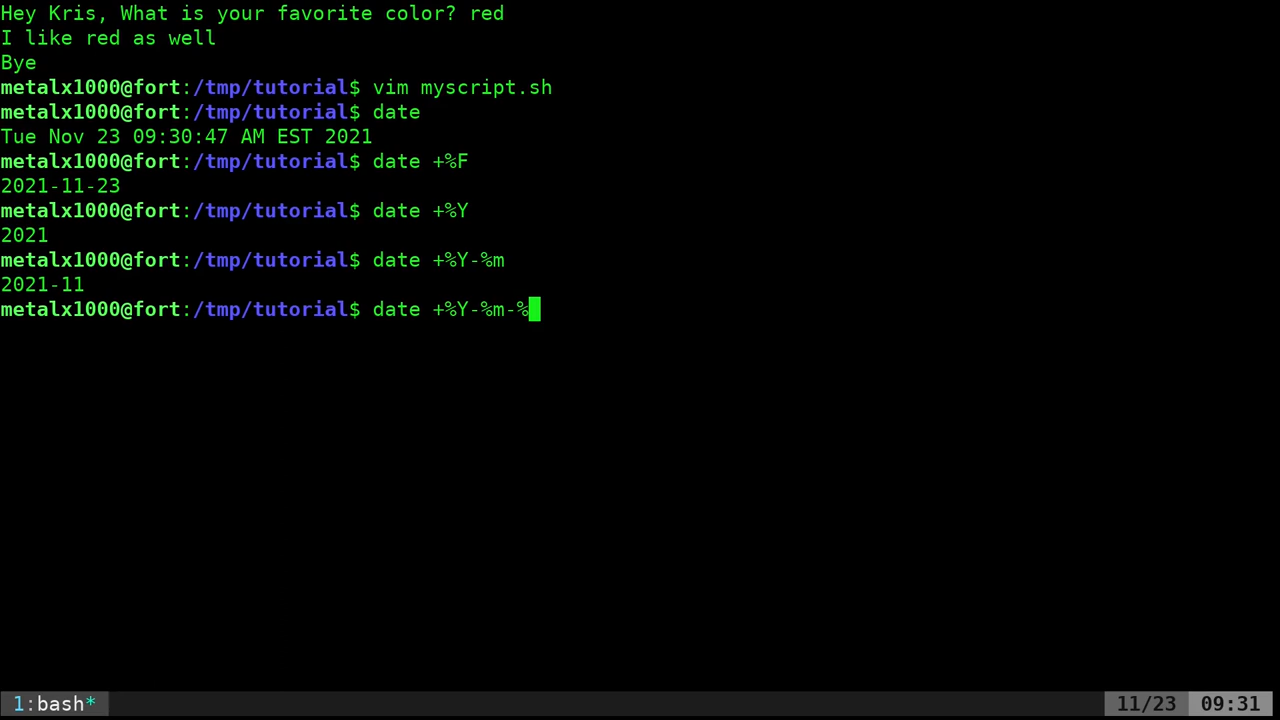 Hey Kris, What is your favorite color? red
I like red as well
Bye
metalx1000@fort:/tmp/tutorial$ vim myscript.sh
metalx1000@fort:/tmp/tutorial$ date
Tue Nov 23 09:30:47 AM EST 2021
metalx1000@fort:/tmp/tutorial$ date +%F
2021-11-23
metalx1000@fort:/tmp/tutorial$ date +%Y
2021
metalx1000@fort:/tmp/tutorial$ date +%Y-%m
2021-11
metalx1000@fort:/tmp/tutorial$ date +%Y-%m-%
1:bash* 11/23 09:31